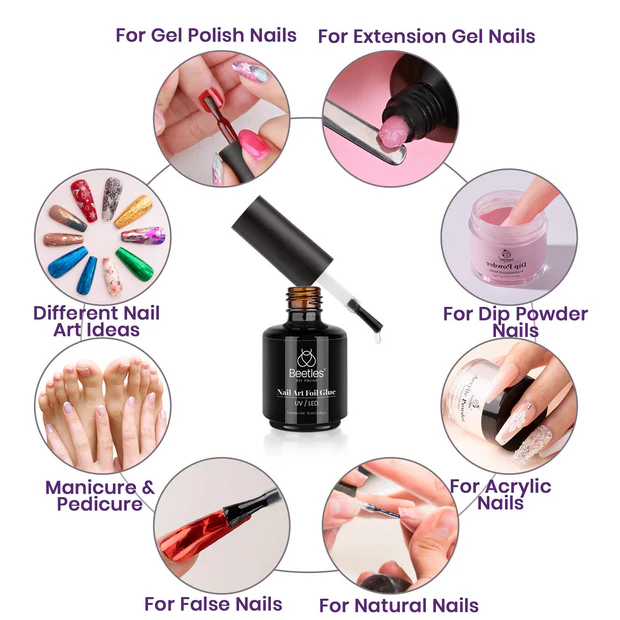 For Gel Polish Nails
For Extension Gel Nails
Different Nail
Art Ideas
Dip Powder
For Dip Powder
Nails
Beetles
GEL POLISH
Nail Art Foil Glue
UV / LED
Acrylic Powder
Manicure &
Pedicure
For Acrylic
Nails
For False Nails
For Natural Nails